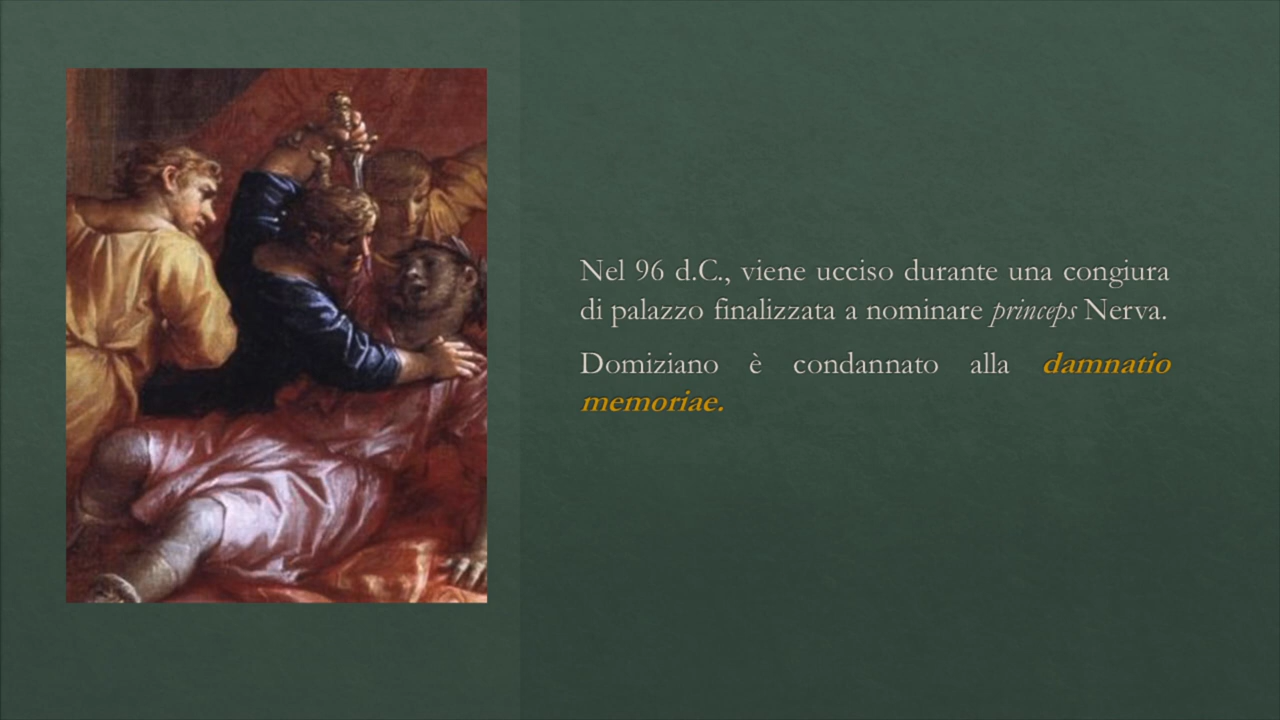 Nel 96 d.C., viene ucciso durante una congiura
di palazzo finalizzata a nominare princeps Nerva.
Domiziano è condannato alla damnatio
memoriae.